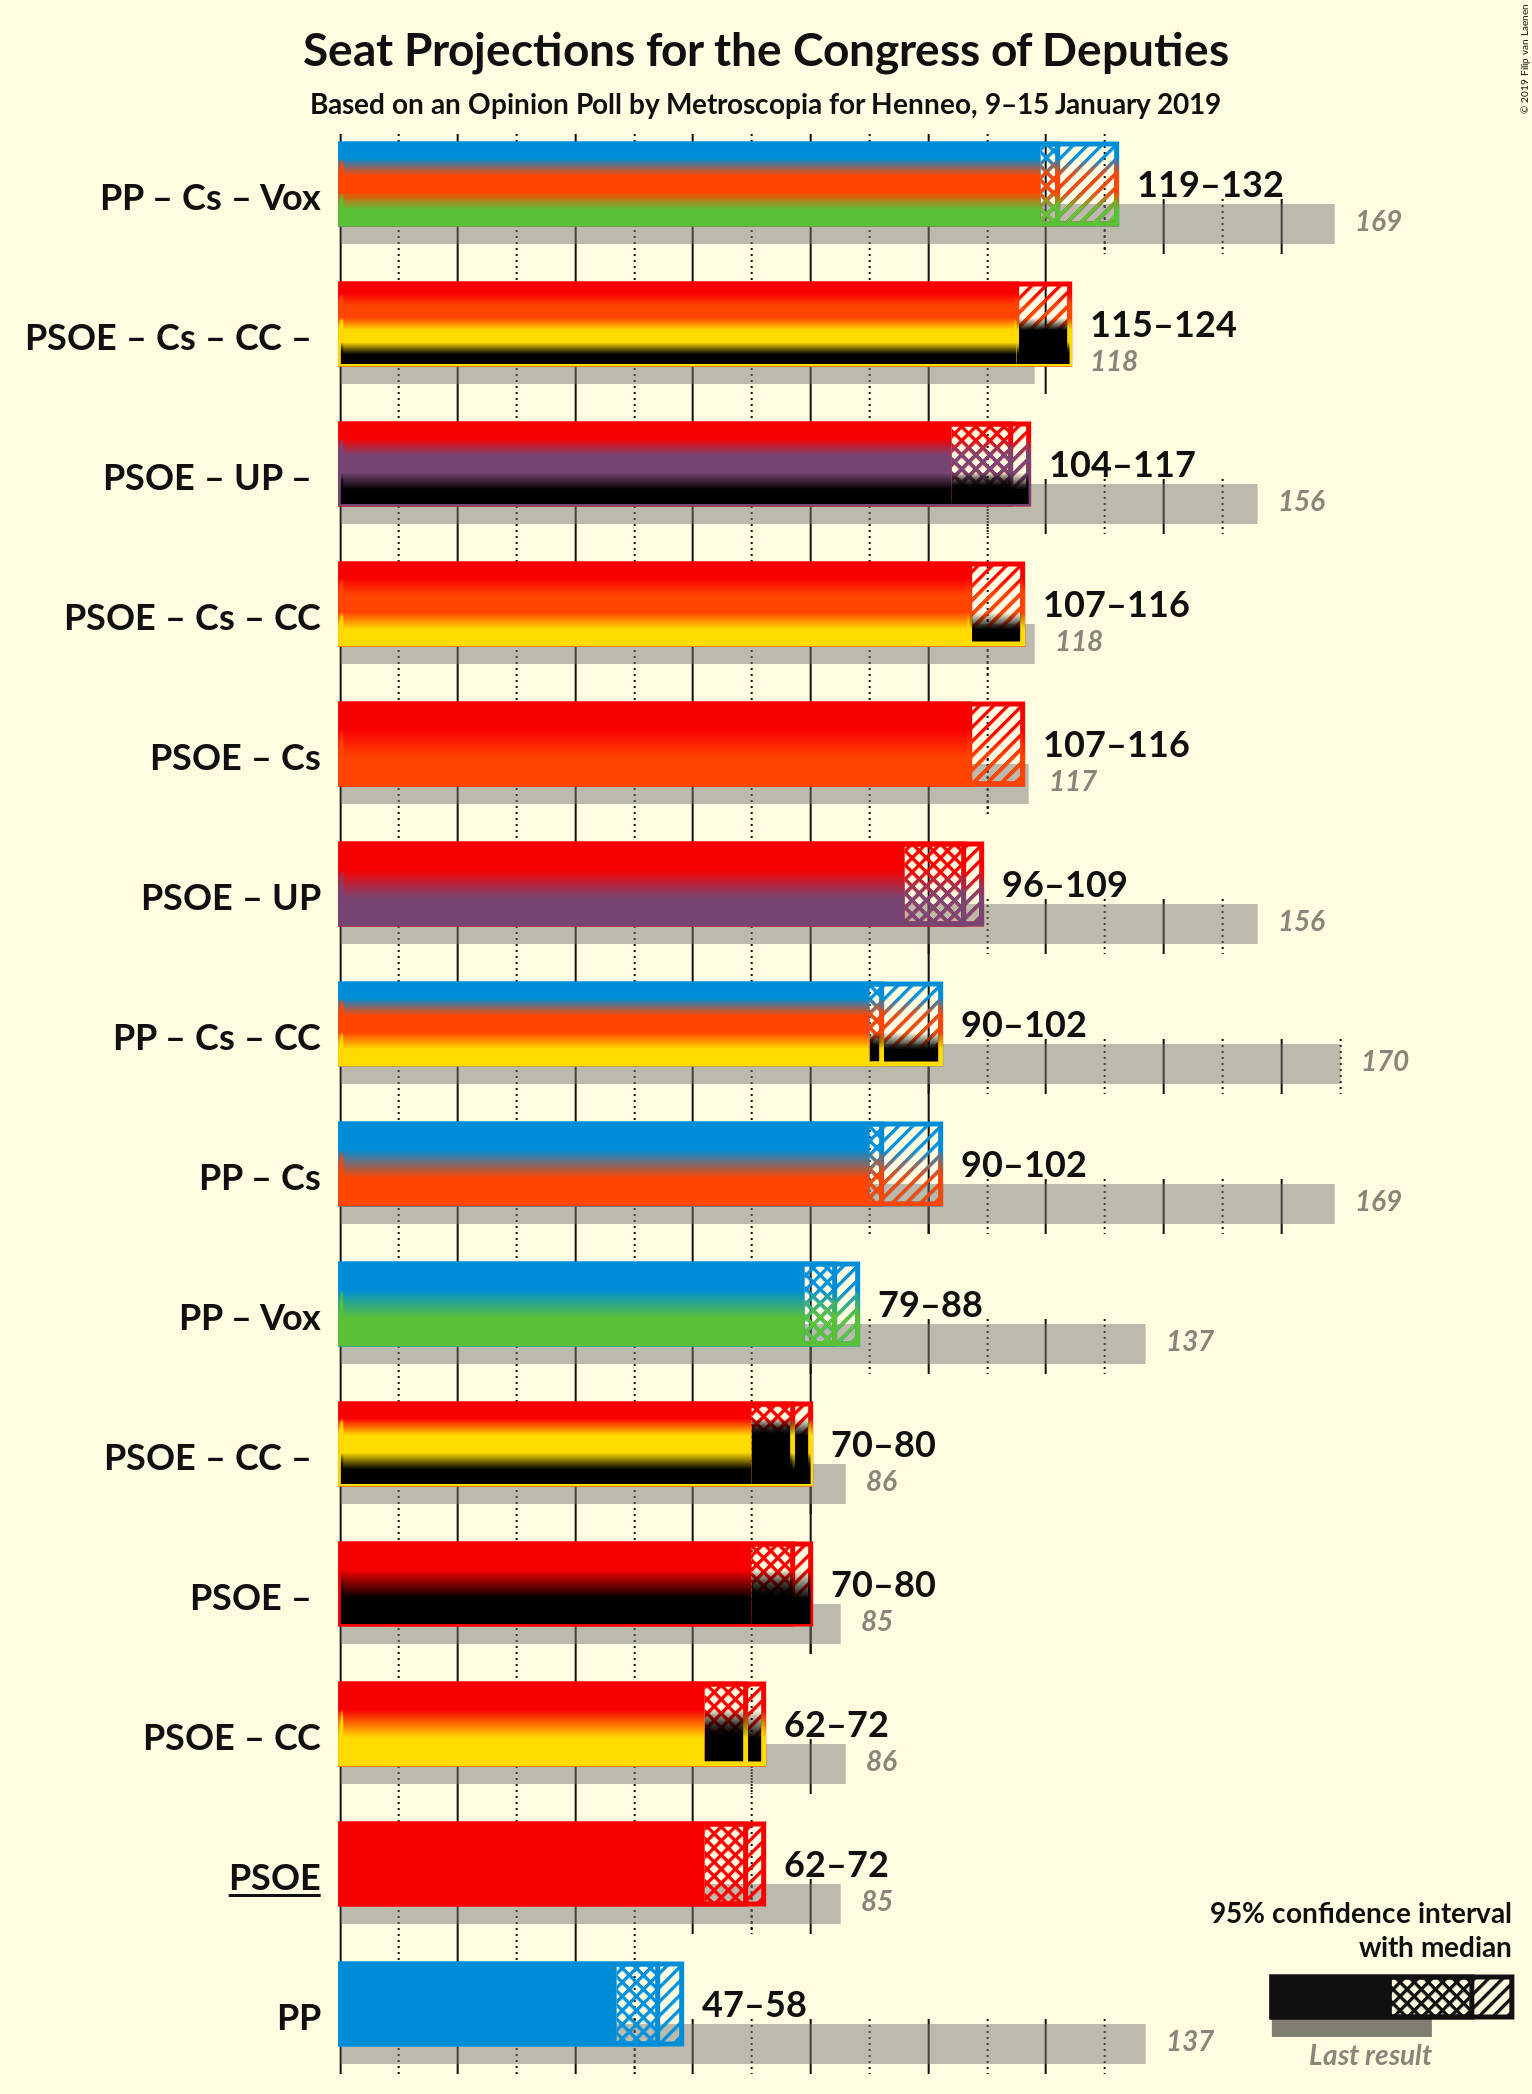 Seat Projections for the Congress of Deputies
Based on an Opinion Poll by Metroscopia for Henneo, 9–15 January 2019
© 2019 Filip van Laenen
PP – Cs – Vox
119–132
169
PSOE – Cs – CC –
115–124
118
PSOE – UP –
104–117
156
PSOE – Cs – CC
107–116
118
PSOE – Cs
107–116
117
PSOE – UP
96–109
156
PP – Cs – CC
90–102
170
PP – Cs
90–102
169
PP – Vox
79–88
137
PSOE – CC –
70–80
86
PSOE –
70–80
85
PSOE – CC
62–72
86
PSOE
62–72
85
PP
47–58
137
95% confidence interval
with median
Last result